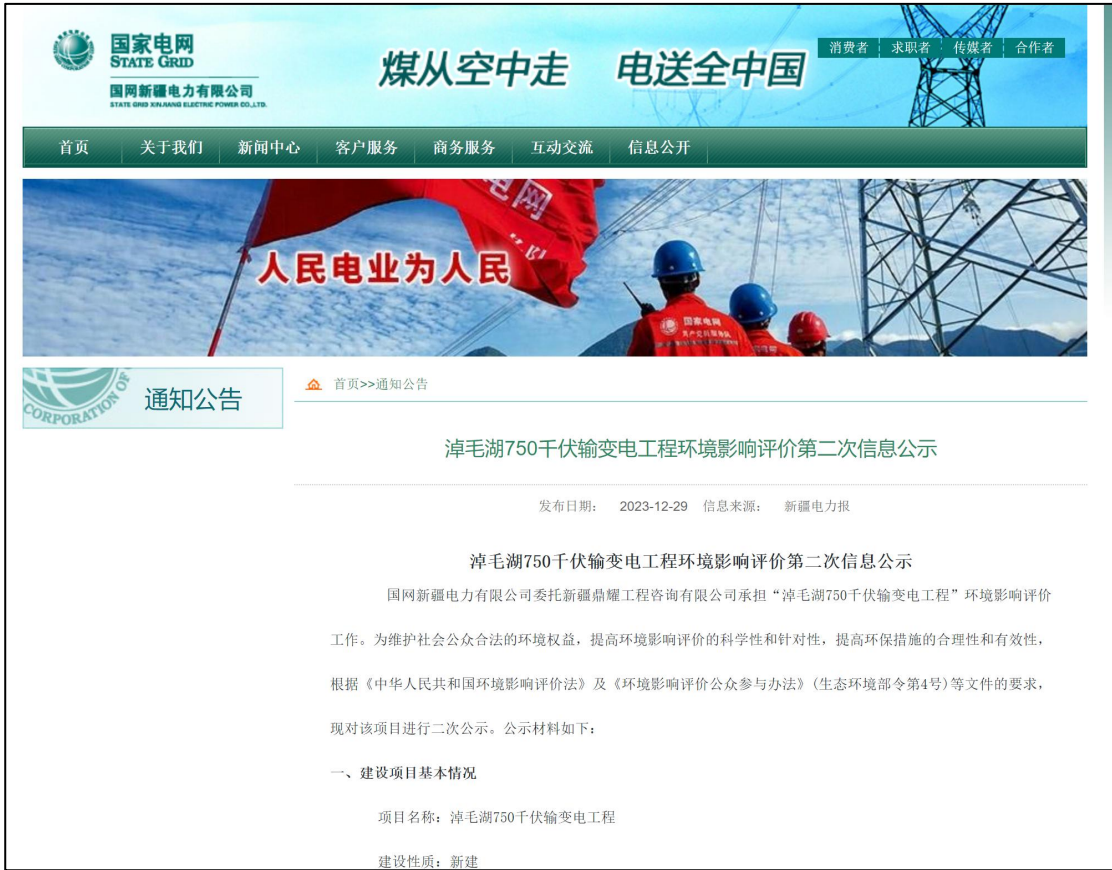 国家电网
STATE GRID
国网新疆电力有限公司
STATE GRID XINJIANG ELECTRIC POWER CO.,LTD.
煤从空中走 电送全中国
消费者 求职者 传媒者 合作者
首页 关于我们 新闻中心 客户服务 商务服务 互动交流 信息公开
电网
人民电业为人民
国家电网
CORPORATION OF
通知公告
首页>>通知公告
淖毛湖750千伏输变电工程环境影响评价第二次信息公示
发布日期: 2023-12-29 信息来源: 新疆电力报
淖毛湖750千伏输变电工程环境影响评价第二次信息公示
国网新疆电力有限公司委托新疆鼎耀工程咨询有限公司承担“淖毛湖750千伏输变电工程”环境影响评价
工作。为维护社会公众合法的环境权益，提高环境影响评价的科学性和针对性，提高环保措施的合理性和有效性，
根据《中华人民共和国环境影响评价法》及《环境影响评价公众参与办法》(生态环境部令第4号)等文件的要求，
现对该项目进行二次公示。公示材料如下：
一、建设项目基本情况
项目名称：淖毛湖750千伏输变电工程
建设性质：新建